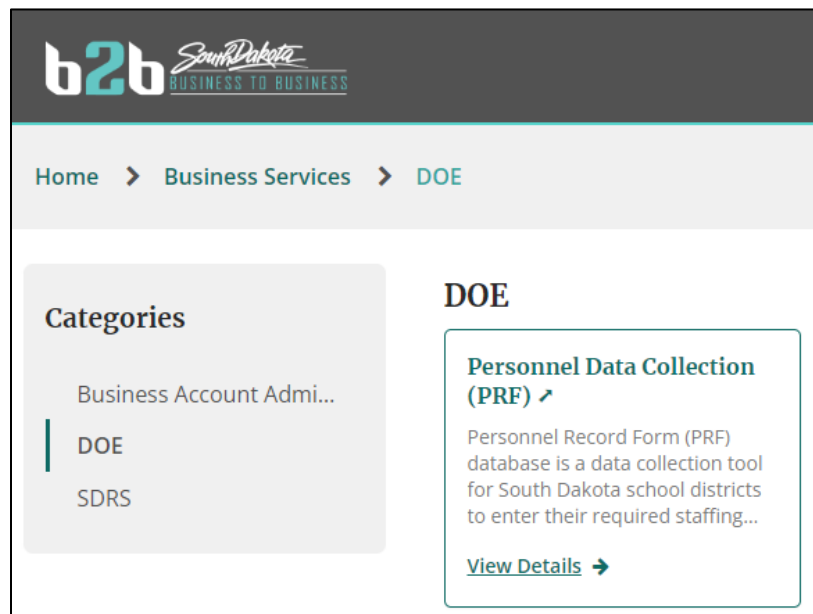 b2b South Dakota
BUSINESS TO BUSINESS
Home > Business Services > DOE
Categories
Business Account Admi...
DOE
SDRS
DOE
Personnel Data Collection
(PRF) ↗
Personnel Record Form (PRF)
database is a data collection tool
for South Dakota school districts
to enter their required staffing...
View Details →